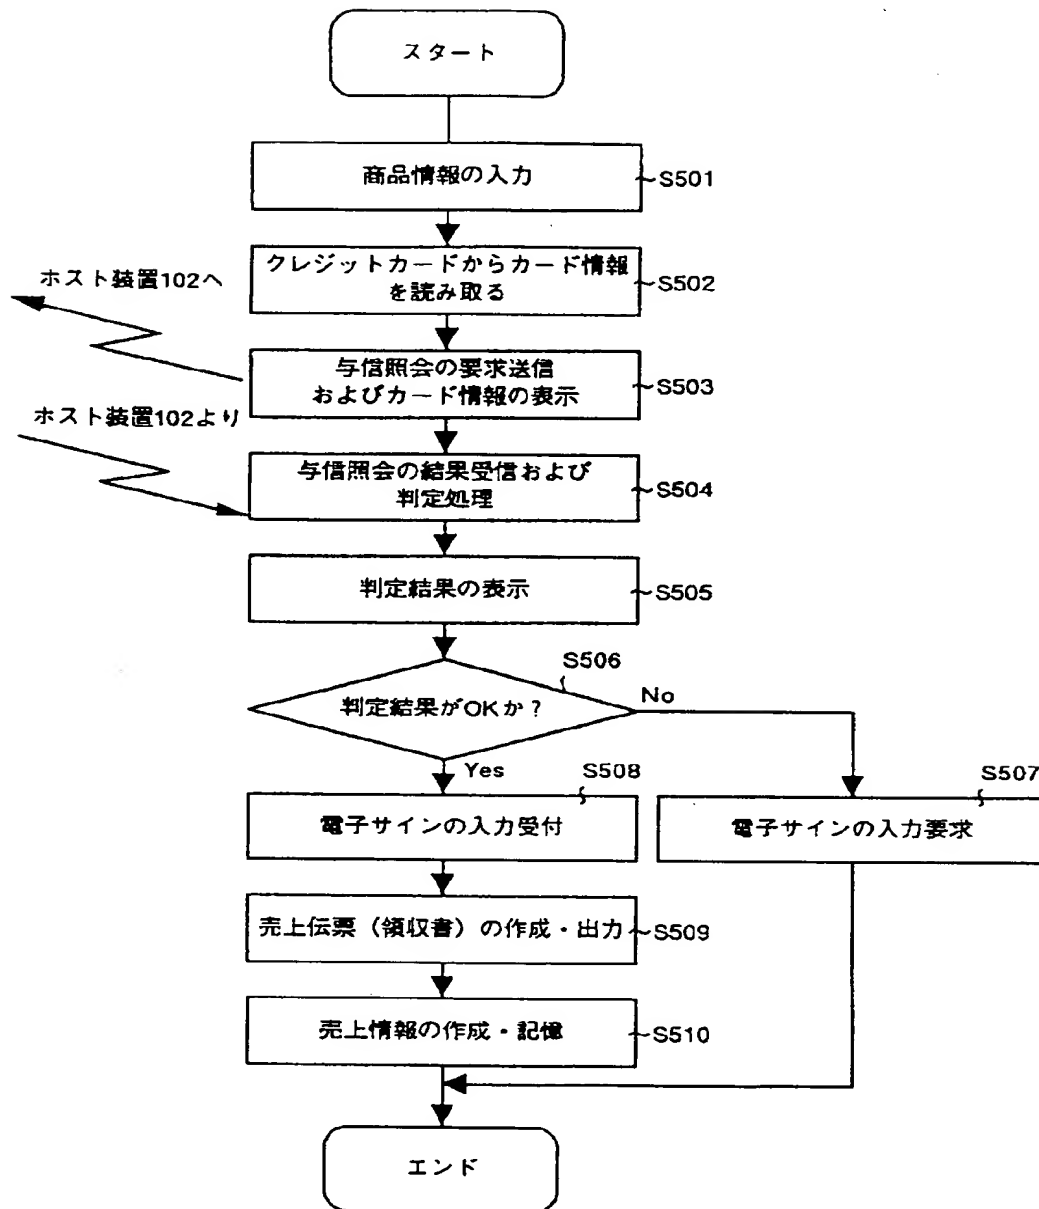 スタート
商品情報の入力
S501
クレジットカードからカード情報
を読み取る
S502
ホスト装置102へ
与信照会の要求送信
およびカード情報の表示
S503
ホスト装置102より
与信照会の結果受信および
判定処理
S504
判定結果の表示
S505
S506
判定結果がOKか？
No
Yes
S508
電子サインの入力受付
S507
電子サインの入力要求
売上伝票（領収書）の作成・出力
S509
売上情報の作成・記憶
S510
エンド